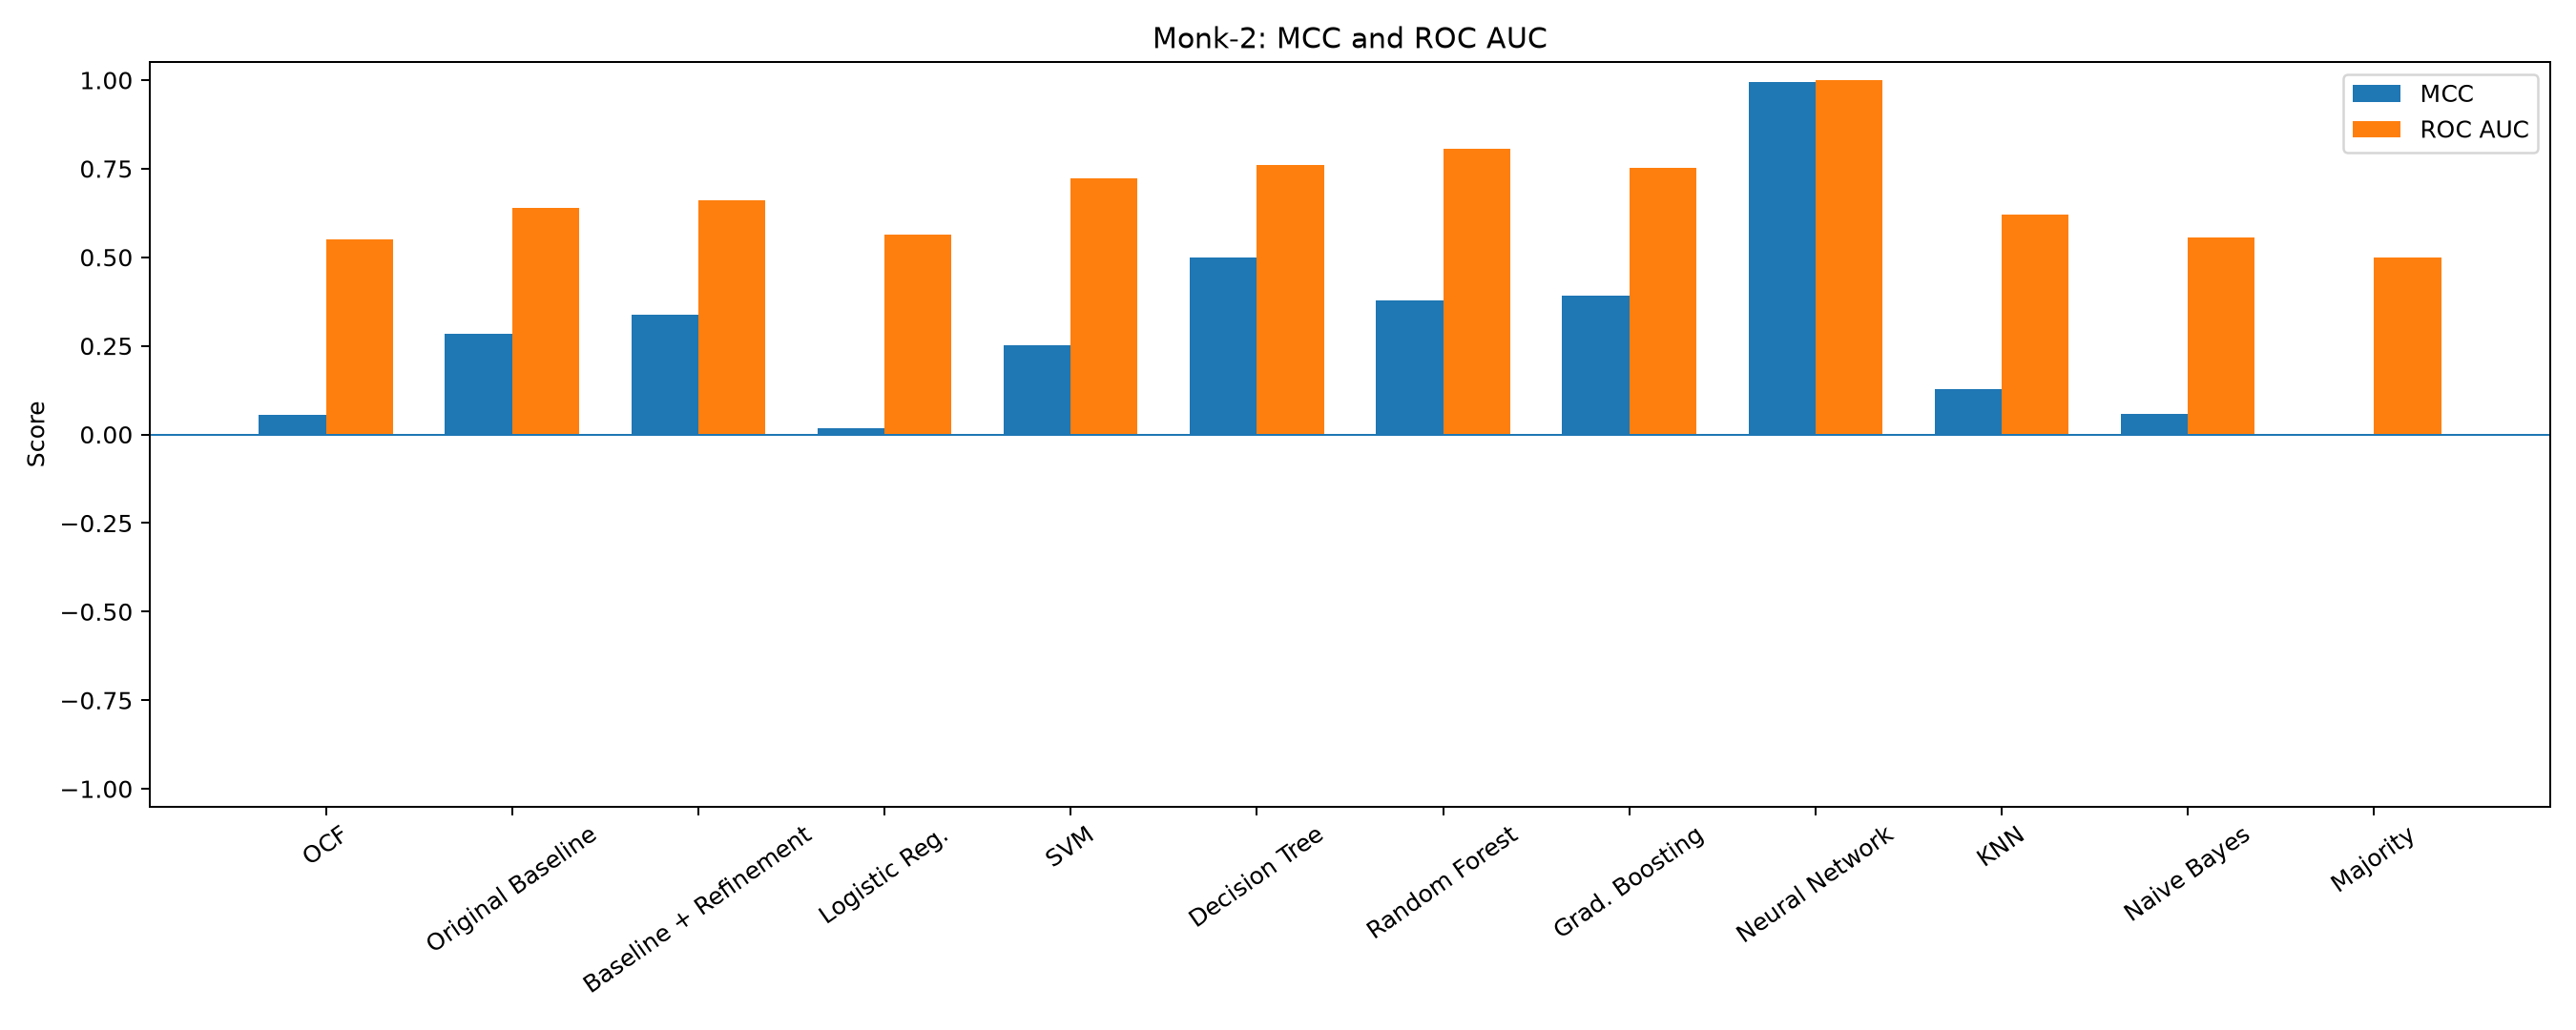 Monk-2: MCC and ROC AUC
MCC
ROC AUC
Score
1.00
0.75
0.50
0.25
0.00
−0.25
−0.50
−0.75
−1.00
OCF
Original Baseline
Baseline + Refinement
Logistic Reg.
SVM
Decision Tree
Random Forest
Grad. Boosting
Neural Network
KNN
Naive Bayes
Majority